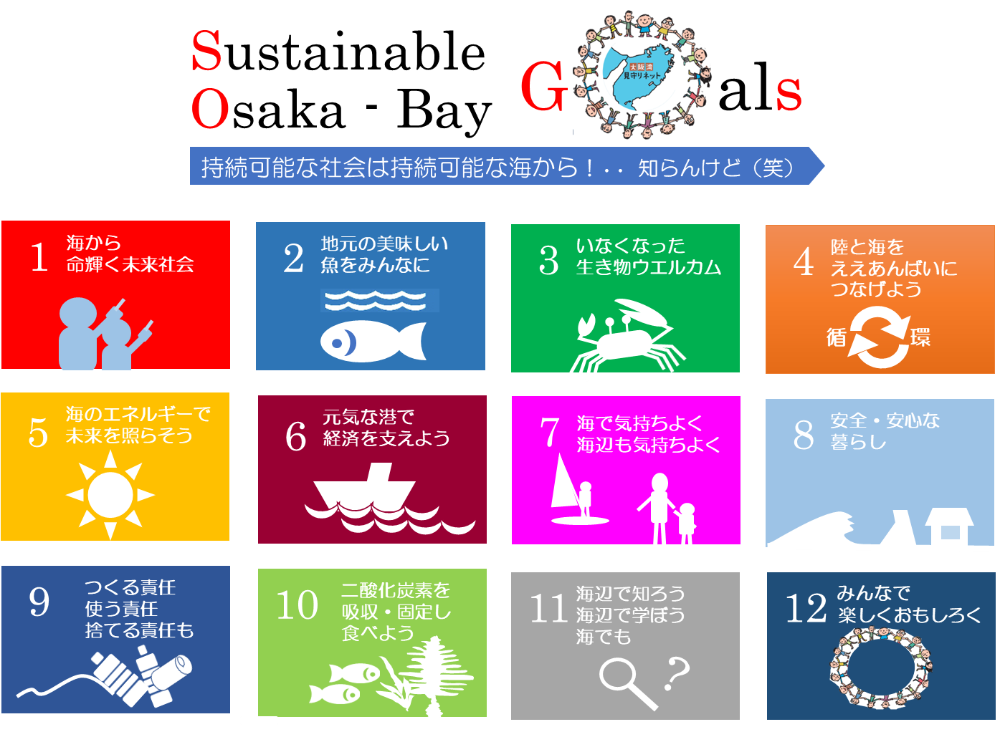 Sustainable
Osaka - Bay
Goals
大阪湾
見守りネット
持続可能な社会は持続可能な海から！．． 知らんけど（笑）
1
海から
命輝く未来社会
2
地元の美味しい
魚をみんなに
3
いなくなった
生き物ウエルカム
4
陸と海を
ええあんばいに
つなげよう
循 環
5
海のエネルギーで
未来を照らそう
6
元気な港で
経済を支えよう
7
海で気持ちよく
海辺も気持ちよく
8
安全・安心な
暮らし
9
つくる責任
使う責任
捨てる責任も
10
二酸化炭素を
吸収・固定し
食べよう
11
海辺で知ろう
海辺で学ぼう
海でも
?
12
みんなで
楽しくおもしろく